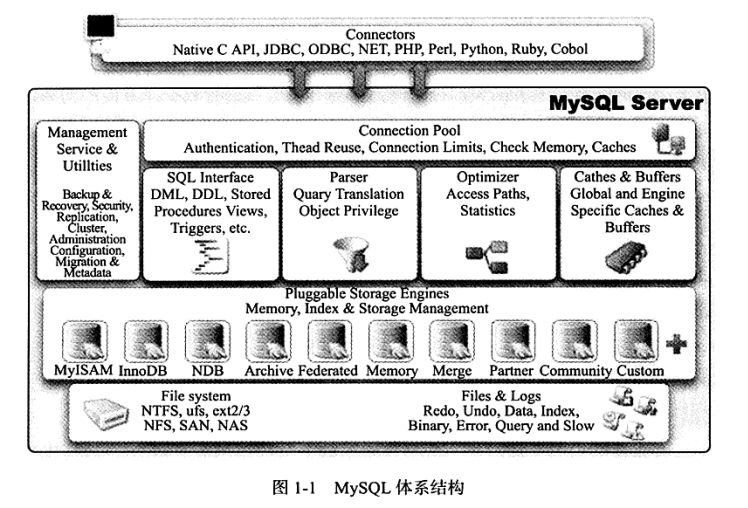 Connectors
Native C API, JDBC, ODBC, NET, PHP, Perl, Python, Ruby, Cobol
MySQL Server
Management
Service &
Utillties
Backup &
Recovery, Security,
Replication,
Cluster,
Administration
Configuration,
Migration &
Metadata
Connection Pool
Authentication, Thead Reuse, Connection Limits, Check Memory, Caches
SQL Interface
DML, DDL, Stored
Procedures Views,
Triggers, etc.
Parser
Quary Translation
Object Privilege
Optimizer
Access Paths,
Statistics
Cathes & Buffers
Global and Engine
Specific Caches &
Buffers
Pluggable Storage Engines
Memory, Index & Storage Management
MyISAM InnoDB NDB Archive Federated Memory Merge Partner Community Custom
File system
NTFS, ufs, ext2/3
NFS, SAN, NAS
Files & Logs
Redo, Undo, Data, Index,
Binary, Error, Query and Slow
图 1-1 MySQL 体系结构